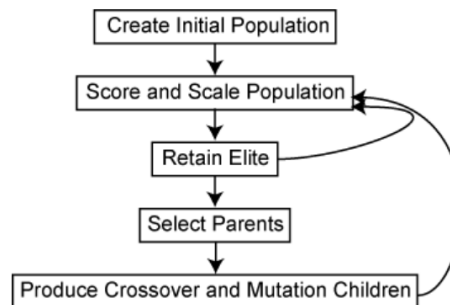 Create Initial Population
Score and Scale Population
Retain Elite
Select Parents
Produce Crossover and Mutation Children